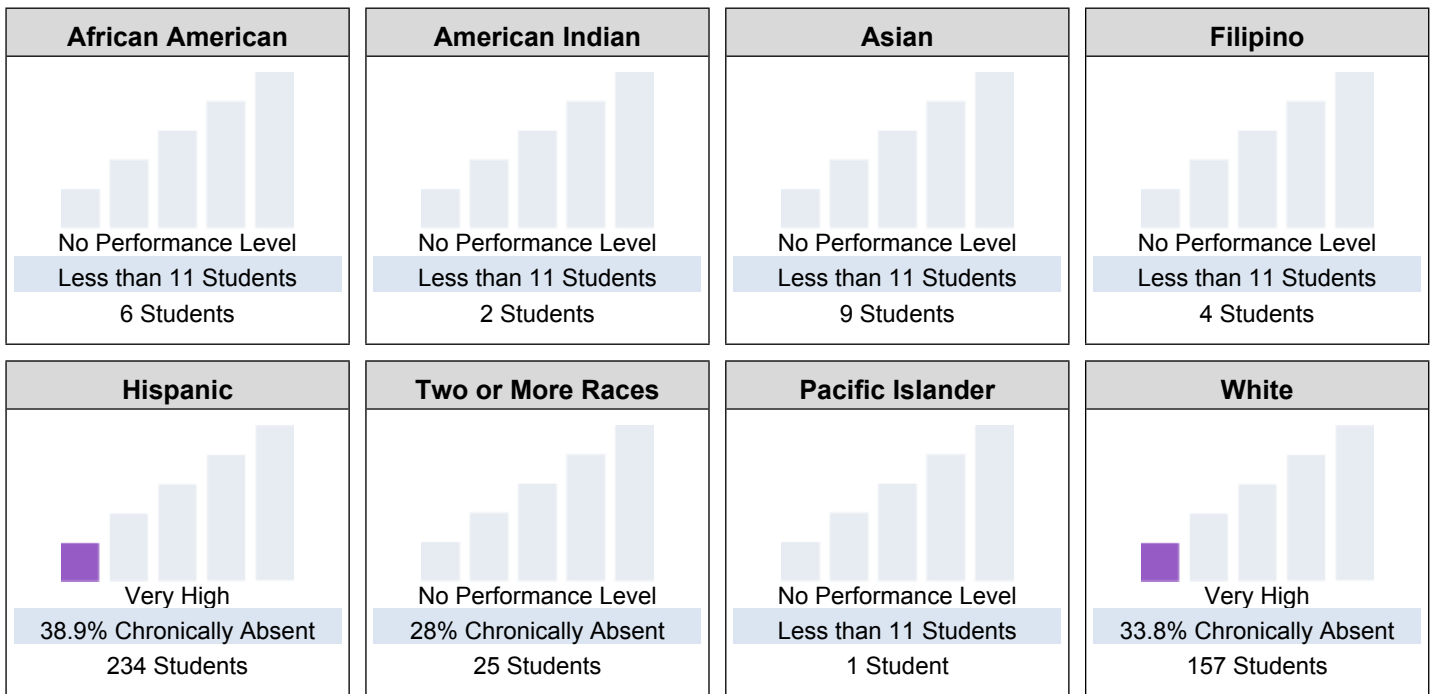 African American
No Performance Level
Less than 11 Students
6 Students
American Indian
No Performance Level
Less than 11 Students
2 Students
Asian
No Performance Level
Less than 11 Students
9 Students
Filipino
No Performance Level
Less than 11 Students
4 Students
Hispanic
Very High
38.9% Chronically Absent
234 Students
Two or More Races
No Performance Level
28% Chronically Absent
25 Students
Pacific Islander
No Performance Level
Less than 11 Students
1 Student
White
Very High
33.8% Chronically Absent
157 Students